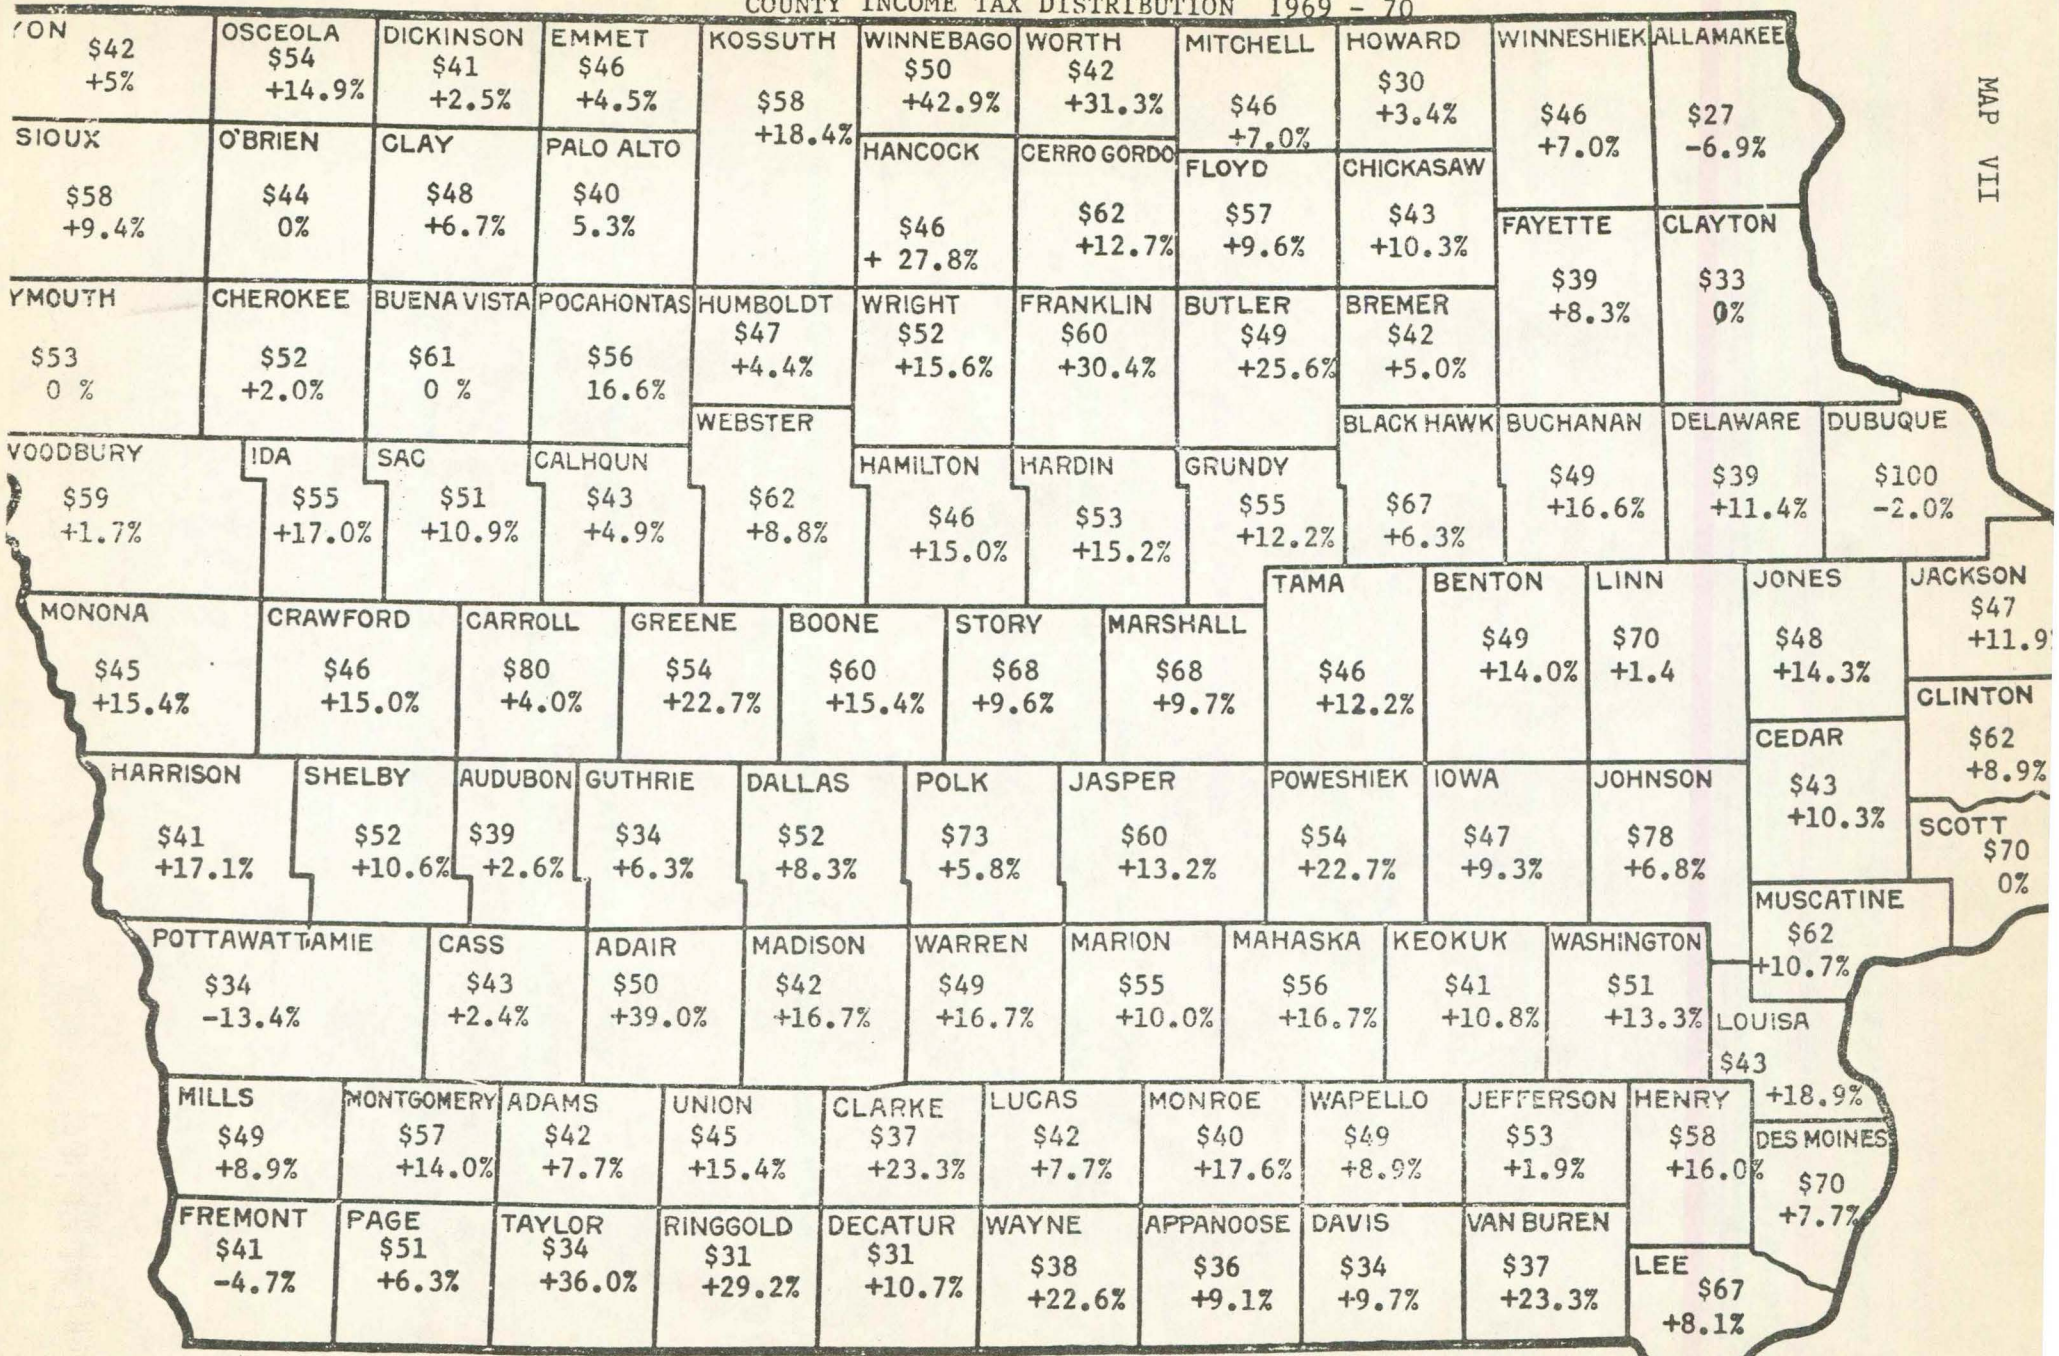 COUNTY INCOME TAX DISTRIBUTION 1969 - 70
MAP VII
YON
$42
+5%
OSCEOLA
$54
+14.9%
DICKINSON
$41
+2.5%
EMMET
$46
+4.5%
KOSSUTH
$58
+18.4%
WINNEBAGO
$50
+42.9%
WORTH
$42
+31.3%
MITCHELL
$46
+7.0%
HOWARD
$30
+3.4%
WINNESHIEK
$46
+7.0%
ALLAMAKEE
$27
-6.9%
SIOUX
$58
+9.4%
O'BRIEN
$44
0%
CLAY
$48
+6.7%
PALO ALTO
$40
5.3%
HANCOCK
$46
+ 27.8%
CERRO GORDO
$62
+12.7%
FLOYD
$57
+9.6%
CHICKASAW
$43
+10.3%
FAYETTE
$39
+8.3%
CLAYTON
$33
0%
YMOUTH
$53
0 %
CHEROKEE
$52
+2.0%
BUENA VISTA
$61
0 %
POCAHONTAS
$56
16.6%
HUMBOLDT
$47
+4.4%
WRIGHT
$52
+15.6%
FRANKLIN
$60
+30.4%
BUTLER
$49
+25.6%
BREMER
$42
+5.0%
WOODBURY
$59
+1.7%
IDA
$55
+17.0%
SAC
$51
+10.9%
CALHOUN
$43
+4.9%
WEBSTER
$62
+8.8%
HAMILTON
$46
+15.0%
HARDIN
$53
+15.2%
GRUNDY
$55
+12.2%
BLACK HAWK
$67
+6.3%
BUCHANAN
$49
+16.6%
DELAWARE
$39
+11.4%
DUBUQUE
$100
-2.0%
MONONA
$45
+15.4%
CRAWFORD
$46
+15.0%
CARROLL
$80
+4.0%
GREENE
$54
+22.7%
BOONE
$60
+15.4%
STORY
$68
+9.6%
MARSHALL
$68
+9.7%
TAMA
$46
+12.2%
BENTON
$49
+14.0%
LINN
$70
+1.4
JONES
$48
+14.3%
JACKSON
$47
+11.9
CLINTON
$62
+8.9%
CEDAR
$43
+10.3%
SCOTT
$70
0%
HARRISON
$41
+17.1%
SHELBY
$52
+10.6%
AUDUBON
$39
+2.6%
GUTHRIE
$34
+6.3%
DALLAS
$52
+8.3%
POLK
$73
+5.8%
JASPER
$60
+13.2%
POWESHIEK
$54
+22.7%
IOWA
$47
+9.3%
JOHNSON
$78
+6.8%
MUSCATINE
$62
+10.7%
POTTAWATTAMIE
$34
-13.4%
CASS
$43
+2.4%
ADAIR
$50
+39.0%
MADISON
$42
+16.7%
WARREN
$49
+16.7%
MARION
$55
+10.0%
MAHASKA
$56
+16.7%
KEOKUK
$41
+10.8%
WASHINGTON
$51
+13.3%
LOUISA
$43
+18.9%
MILLS
$49
+8.9%
MONTGOMERY
$57
+14.0%
ADAMS
$42
+7.7%
UNION
$45
+15.4%
CLARKE
$37
+23.3%
LUCAS
$42
+7.7%
MONROE
$40
+17.6%
WAPELLO
$49
+8.9%
JEFFERSON
$53
+1.9%
HENRY
$58
+16.0%
DES MOINES
$70
+7.7%
FREMONT
$41
-4.7%
PAGE
$51
+6.3%
TAYLOR
$34
+36.0%
RINGGOLD
$31
+29.2%
DECATUR
$31
+10.7%
WAYNE
$38
+22.6%
APPANOOSE
$36
+9.1%
DAVIS
$34
+9.7%
VAN BUREN
$37
+23.3%
LEE
$67
+8.1%